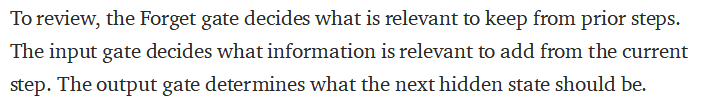 To review, the Forget gate decides what is relevant to keep from prior steps.
The input gate decides what information is relevant to add from the current
step. The output gate determines what the next hidden state should be.